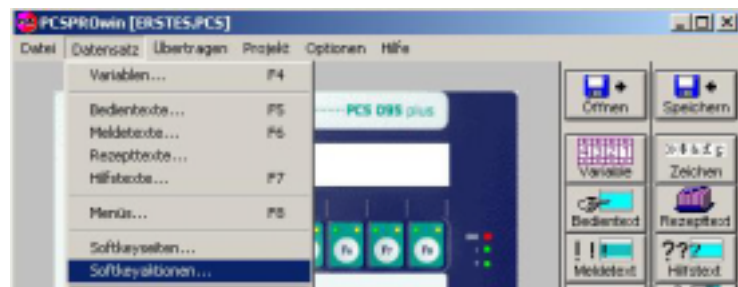 PCSPROwin [ERSTES.PCS]
Datei Datensatz Übertragen Projekt Optionen Hilfe
Variablen... F4
Bedientexte... F5
Meldetexte... F6
Rezepttexte...
Hilfstexte... F7
Menüs... F8
Softkeyseiten...
Softkeyaktionen...
PCS 095 plus
Öffnen Speichern
Variable Zeichen
Bedientext Rezepttext
Meldetext Hilfstext